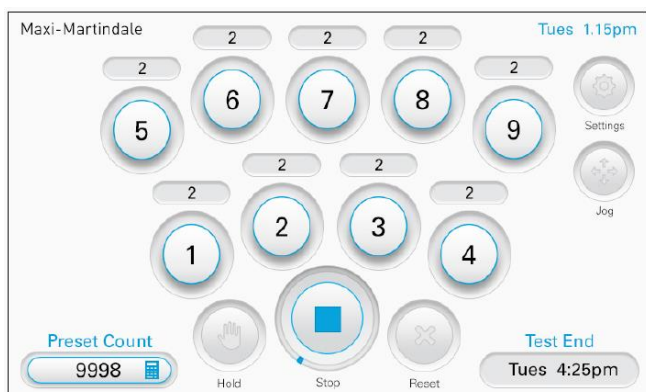 Maxi-Martindale
Tues 1.15pm
2 2 2
2 2
6 7 8
5 9
Settings
2 2
2 2
2 3
1 4
Jog
Preset Count
9998
Hold
Stop
Reset
Test End
Tues 4:25pm